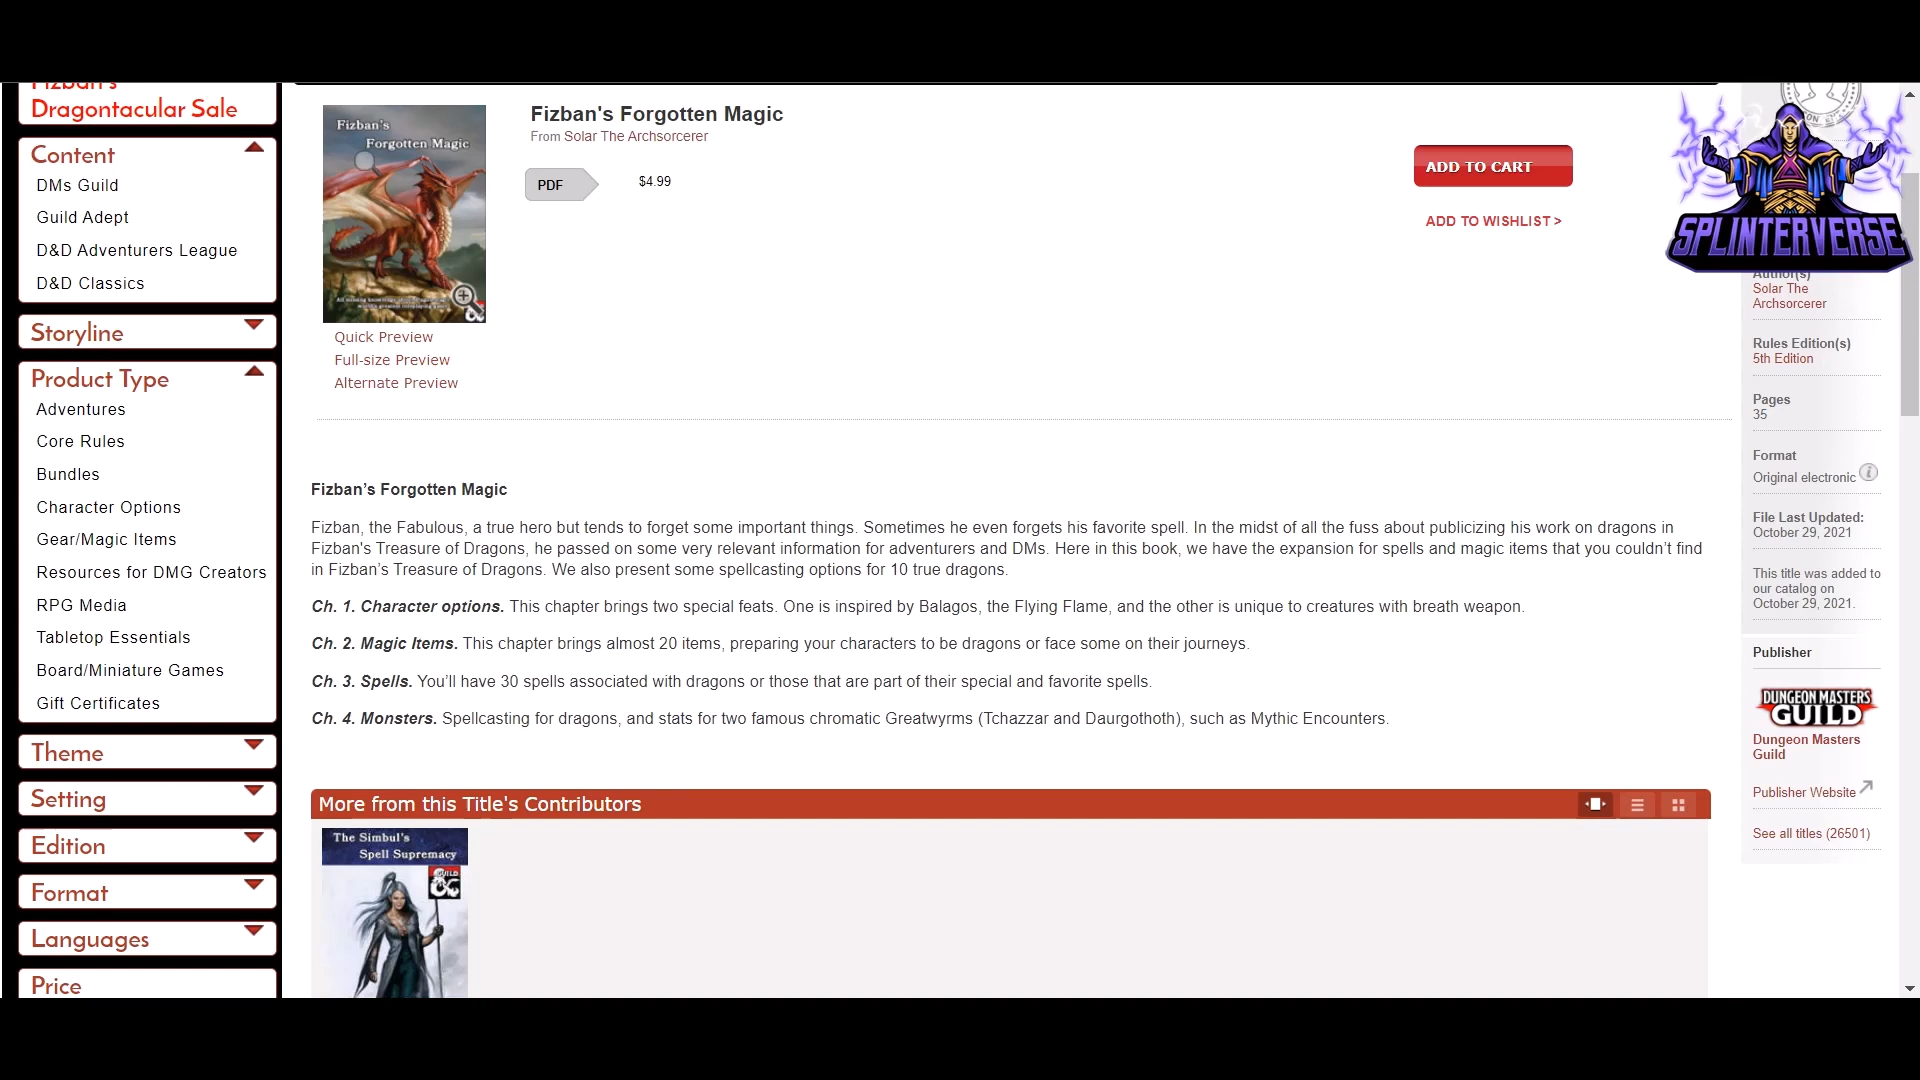 Fizban's
Dragontacular Sale
Content
DMs Guild
Guild Adept
D&D Adventurers League
D&D Classics
Storyline
Product Type
Adventures
Core Rules
Bundles
Character Options
Gear/Magic Items
Resources for DMG Creators
RPG Media
Tabletop Essentials
Board/Miniature Games
Gift Certificates
Theme
Setting
Edition
Format
Languages
Price
Fizban's
Forgotten Magic
Quick Preview
Full-size Preview
Alternate Preview
Fizban's Forgotten Magic
From Solar The Archsorcerer
PDF
$4.99
ADD TO CART
ADD TO WISHLIST >
Fizban’s Forgotten Magic
Fizban, the Fabulous, a true hero but tends to forget some important things. Sometimes he even forgets his favorite spell. In the midst of all the fuss about publicizing his work on dragons in
Fizban's Treasure of Dragons, he passed on some very relevant information for adventurers and DMs. Here in this book, we have the expansion for spells and magic items that you couldn’t find
in Fizban’s Treasure of Dragons. We also present some spellcasting options for 10 true dragons.
Ch. 1. Character options. This chapter brings two special feats. One is inspired by Balagos, the Flying Flame, and the other is unique to creatures with breath weapon.
Ch. 2. Magic Items. This chapter brings almost 20 items, preparing your characters to be dragons or face some on their journeys.
Ch. 3. Spells. You’ll have 30 spells associated with dragons or those that are part of their special and favorite spells.
Ch. 4. Monsters. Spellcasting for dragons, and stats for two famous chromatic Greatwyrms (Tchazzar and Daurgothoth), such as Mythic Encounters.
More from this Title's Contributors
The Simbul's
Spell Supremacy
GUILD
SPLINTERVERSE
Author(s)
Solar The
Archsorcerer
Rules Edition(s)
5th Edition
Pages
35
Format
Original electronic
File Last Updated:
October 29, 2021
This title was added to
our catalog on
October 29, 2021.
Publisher
DUNGEON MASTERS
GUILD
Dungeon Masters
Guild
Publisher Website
See all titles (26501)